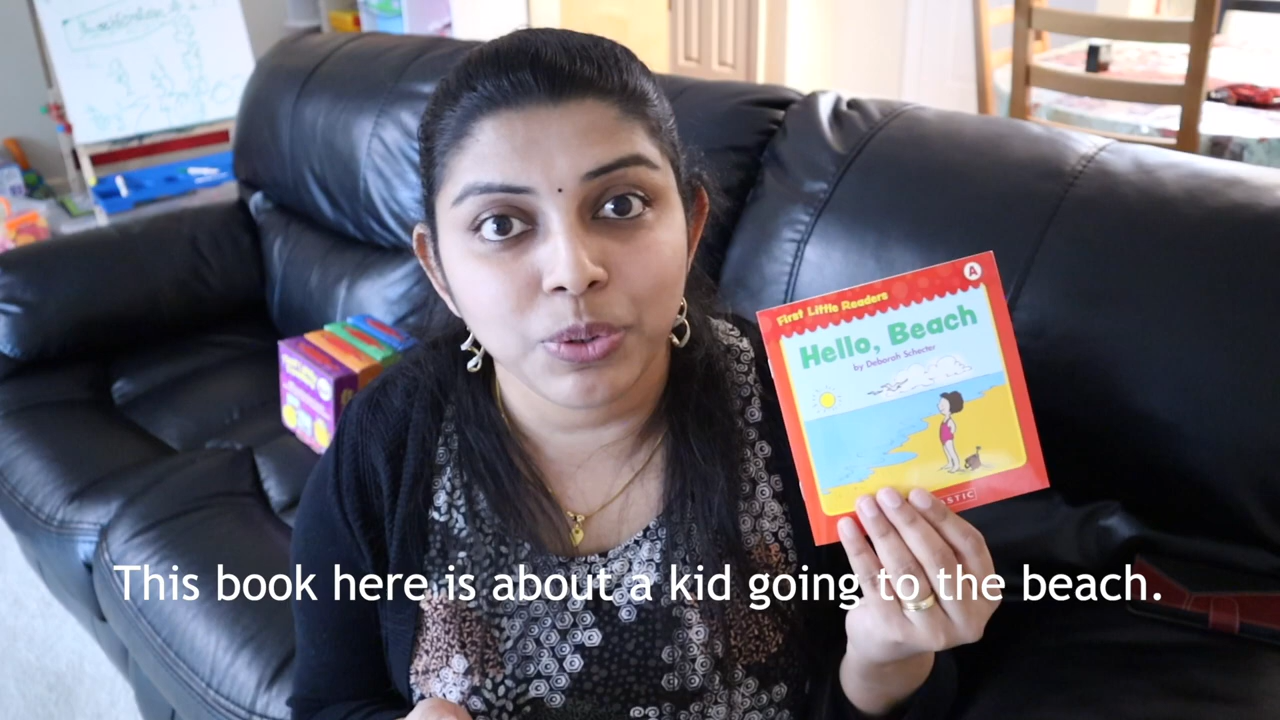 First Little Readers
A
Hello, Beach
by Deborah Schecter
This book here is about a kid going to the beach.